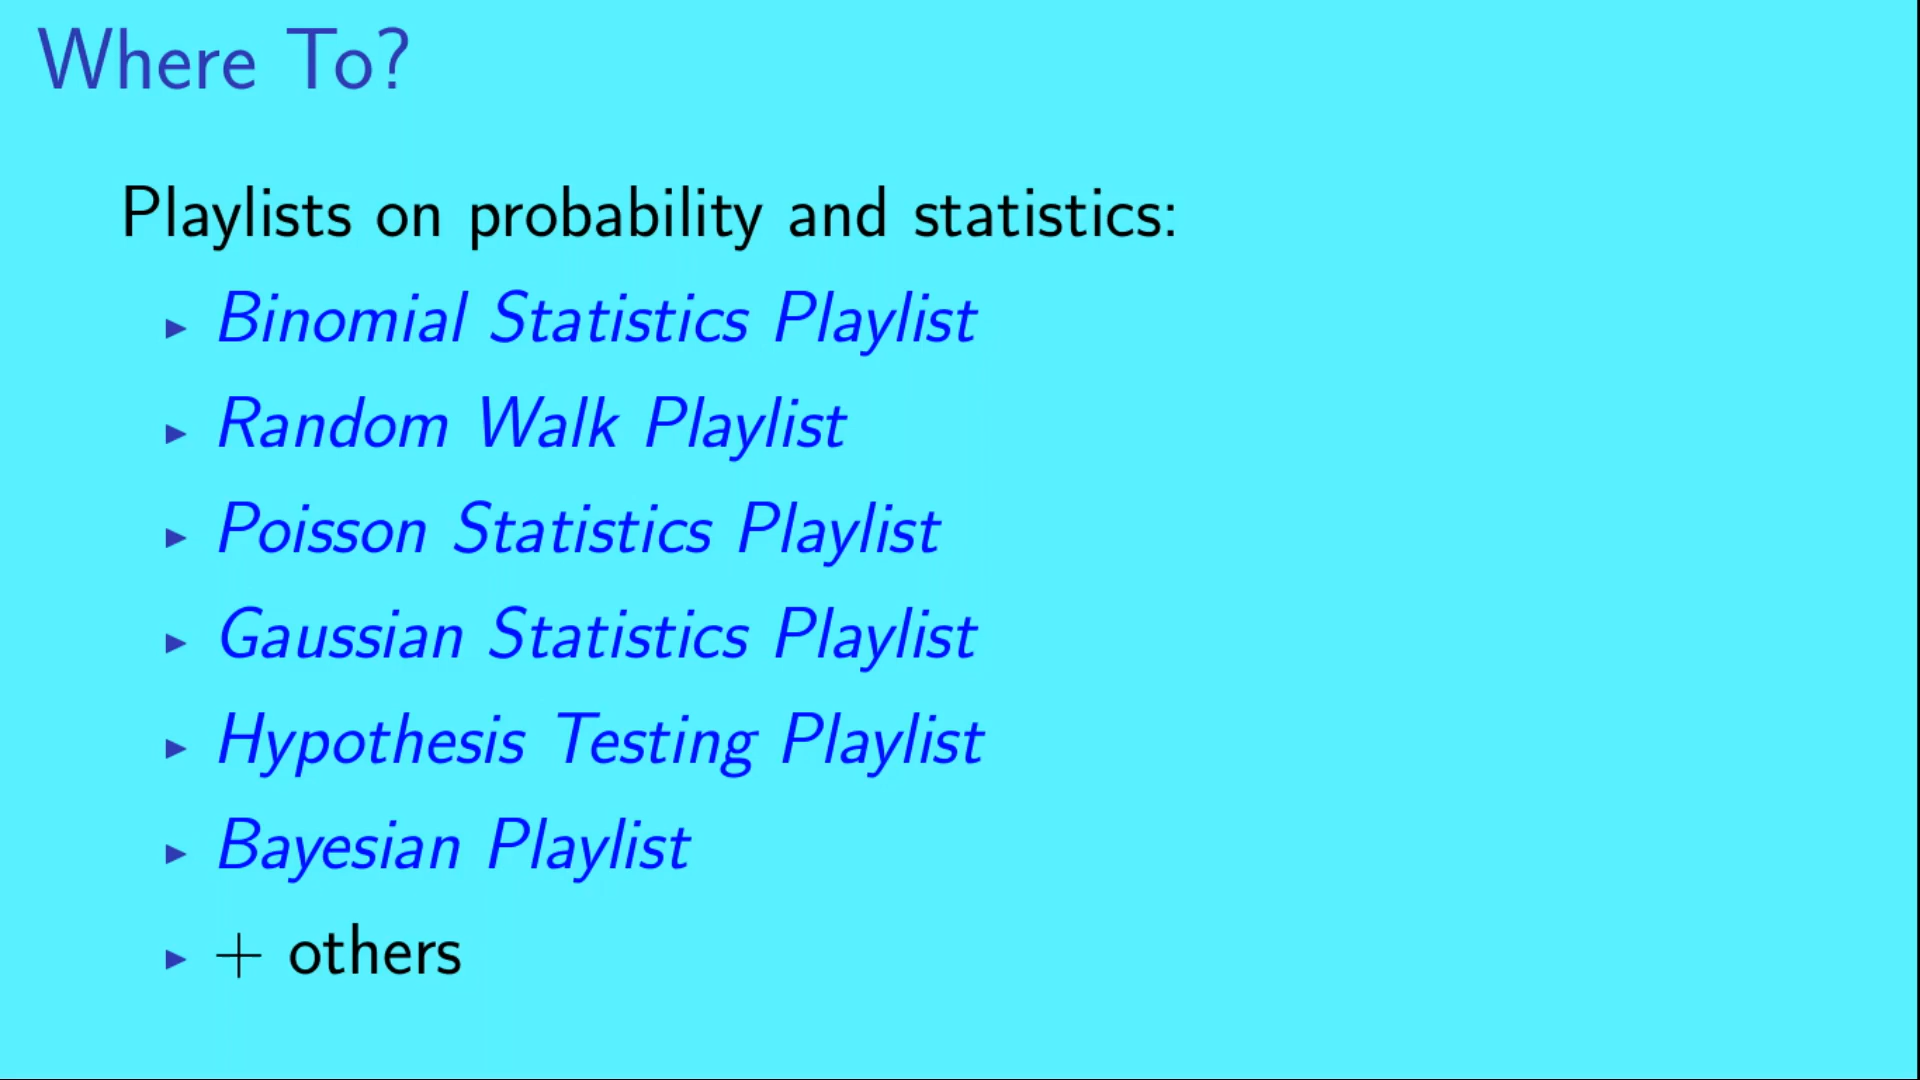 Where To?
Playlists on probability and statistics:
▶ Binomial Statistics Playlist
▶ Random Walk Playlist
▶ Poisson Statistics Playlist
▶ Gaussian Statistics Playlist
▶ Hypothesis Testing Playlist
▶ Bayesian Playlist
▶ + others